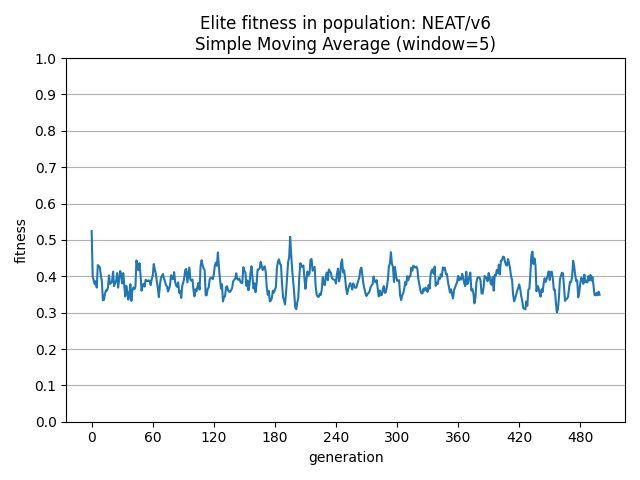 Elite fitness in population: NEAT/v6
Simple Moving Average (window=5)
1.0
0.9
0.8
0.7
0.6
0.5
0.4
0.3
0.2
0.1
0.0
fitness
0 60 120 180 240 300 360 420 480
generation